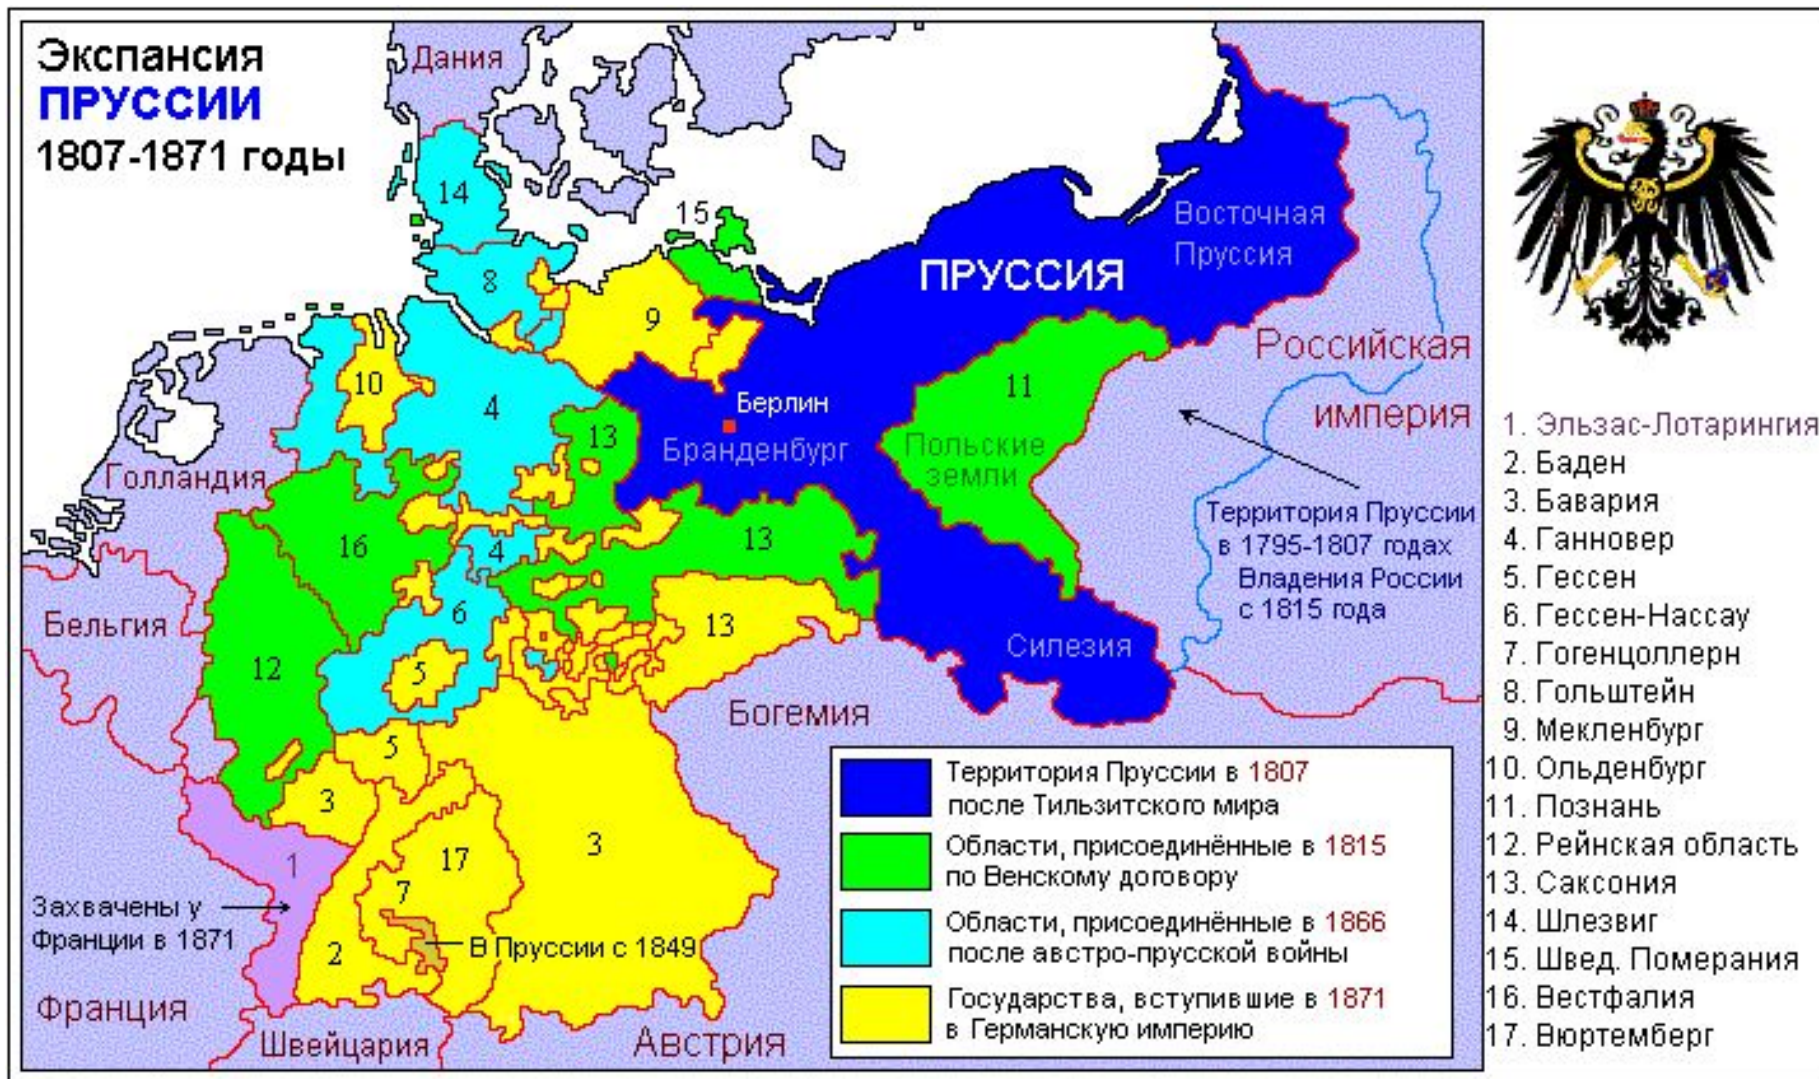 Экспансия
ПРУССИИ
1807-1871 годы
Дания
14
15
8
9
10
4
13
Восточная
Пруссия
ПРУССИЯ
Российская
империя
11
Польские
земли
Берлин
Бранденбург
Голландия
16
4
13
Территория Пруссии
в 1795-1807 годах
Владения России
с 1815 года
Бельгия
6
13
12
5
Силезия
Богемия
5
3
1
17
3
7
2
Захвачены у
Франции в 1871
В Пруссии с 1849
Франция
Швейцария
Австрия
Территория Пруссии в 1807
после Тильзитского мира
Области, присоединённые в 1815
по Венскому договору
Области, присоединённые в 1866
после австро-прусской войны
Государства, вступившие в 1871
в Германскую империю
1. Эльзас-Лотарингия
2. Баден
3. Бавария
4. Ганновер
5. Гессен
6. Гессен-Нассау
7. Гогенцоллерн
8. Гольштейн
9. Мекленбург
10. Ольденбург
11. Познань
12. Рейнская область
13. Саксония
14. Шлезвиг
15. Швед. Померания
16. Вестфалия
17. Вюртемберг